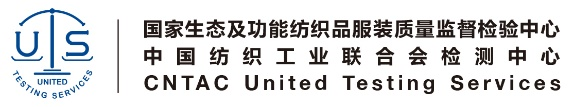 UTS
UNITED
TESTING SERVICES
国家生态及功能纺织品服装质量监督检验中心
中国纺织工业联合会检测中心
CNTAC United Testing Services